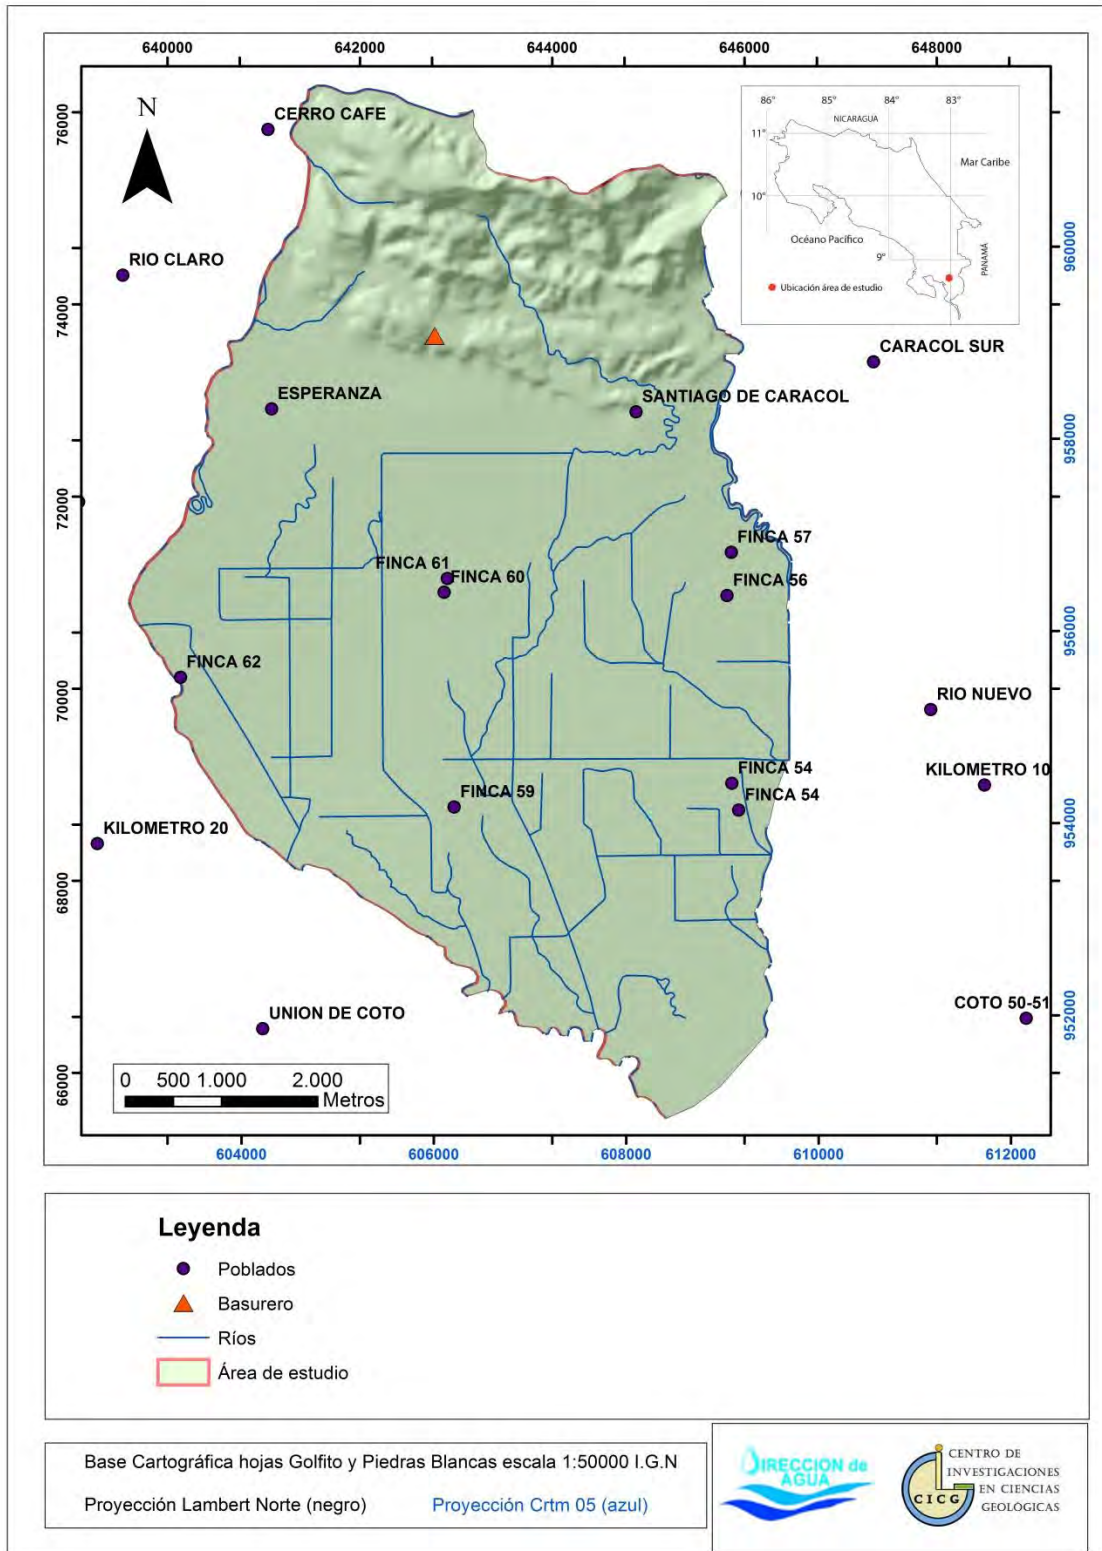 640000 642000 644000 646000 648000
N
86° 85° 84° 83°
NICARAGUA
11°
Mar Caribe
10°
Océano Pacífico
9°
PANAMÁ
Ubicación área de estudio
76000
74000
72000
70000
68000
66000
960000
958000
956000
954000
952000
CERRO CAFE
RIO CLARO
CARACOL SUR
ESPERANZA
SANTIAGO DE CARACOL
FINCA 57
FINCA 61
FINCA 60
FINCA 56
FINCA 62
RIO NUEVO
FINCA 54
KILOMETRO 10
FINCA 59
FINCA 54
KILOMETRO 20
UNION DE COTO
COTO 50-51
0 500 1.000 2.000
Metros
604000 606000 608000 610000 612000
Leyenda
Poblados
Basurero
Ríos
Área de estudio
Base Cartográfica hojas Golfito y Piedras Blancas escala 1:50000 I.G.N
Proyección Lambert Norte (negro) Proyección Crtm 05 (azul)
DIRECCION de
AGUA
CICG
CENTRO DE
INVESTIGACIONES
EN CIENCIAS
GEOLÓGICAS